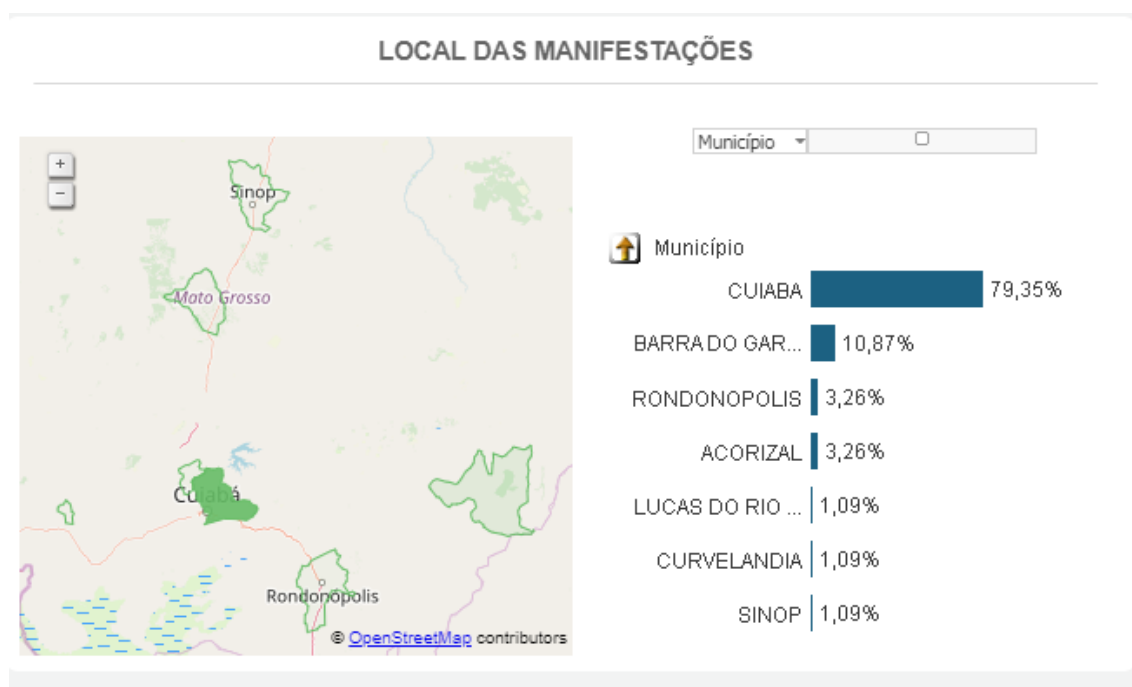 LOCAL DAS MANIFESTAÇÕES
+
−
Sinop
Mato Grosso
Cuiabá
Rondonópolis
© OpenStreetMap contributors
Município
Município
CUIABA 79,35%
BARRA DO GAR... 10,87%
RONDONOPOLIS 3,26%
ACORIZAL 3,26%
LUCAS DO RIO ... 1,09%
CURVELANDIA 1,09%
SINOP 1,09%